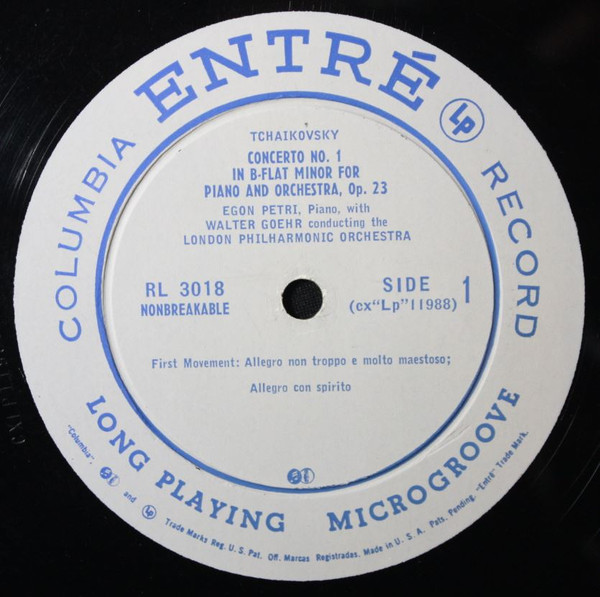 COLUMBIA ENTRÉ Lp RECORD
TCHAIKOVSKY
CONCERTO NO. 1
IN B-FLAT MINOR FOR
PIANO AND ORCHESTRA, Op. 23
EGON PETRI, Piano, with
WALTER GOEHR conducting the
LONDON PHILHARMONIC ORCHESTRA
RL 3018
NONBREAKABLE
SIDE 1
(ex“Lp”11988)
First Movement: Allegro non troppo e molto maestoso;
Allegro con spirito
LONG PLAYING MICROGROOVE
"Columbia", and Lp Trade Marks Reg. U. S. Pat. Off. Marcas Registradas. Made in U. S. A. Pats. Pending. "Entré" Trade Mark.